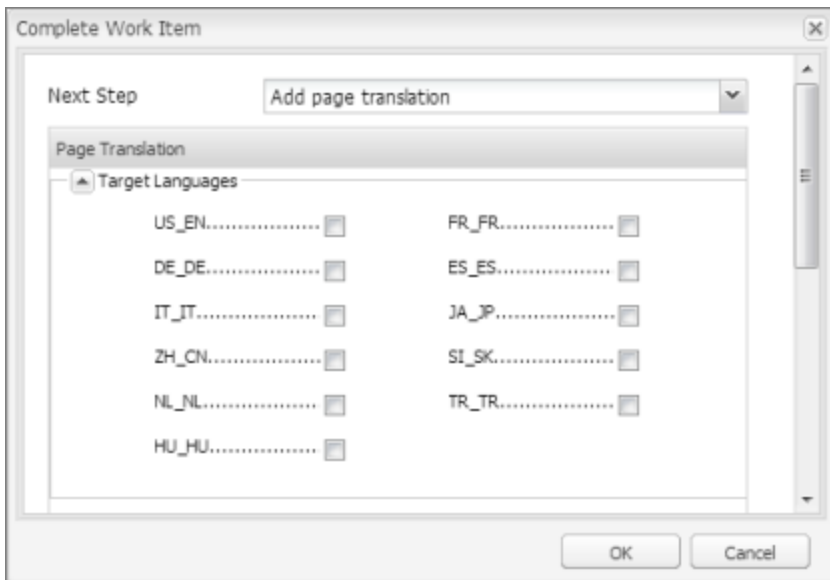 Complete Work Item
Next Step Add page translation
Page Translation
Target Languages
US_EN.................... FR_FR....................
DE_DE.................... ES_ES....................
IT_IT.................... JA_JP....................
ZH_CN.................... SI_SK....................
NL_NL.................... TR_TR....................
HU_HU....................
OK Cancel